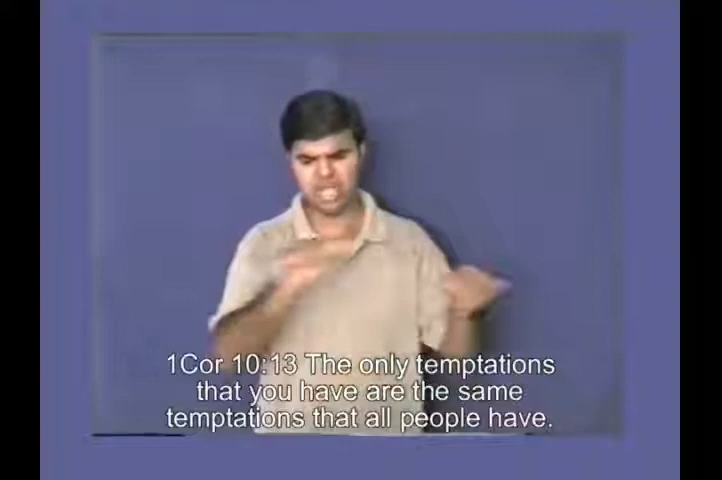 1Cor 10:13 The only temptations
that you have are the same
temptations that all people have.